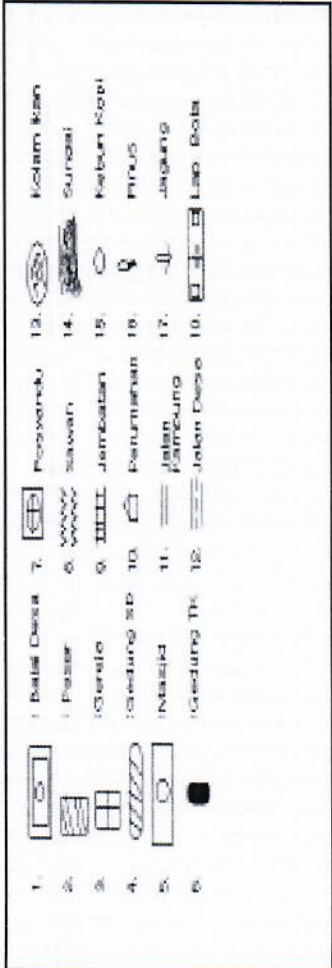 1. : Balai Desa
2. : Pasar
3. : Gereja
4. : Gedung SD
5. : Masjid
6. : Gedung TK
7. Posyandu
8. Sawah
9. Jembatan
10. Perumahan
11. Jalan
Kampung
12. Jalan Desa
13. Kolam Ikan
14. Sungai
15. Kebun Kopi
16. Pinus
17. Jagung
18. Lap. Bola